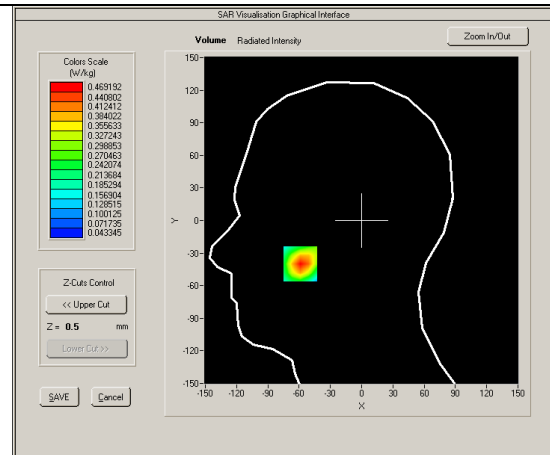 SAR Visualisation Graphical Interface
Volume Radiated Intensity
Zoom In/Out
Colors Scale
(W/kg)
0.469192
0.440802
0.412412
0.384022
0.355633
0.327243
0.298853
0.270463
0.242074
0.213684
0.185294
0.156904
0.128515
0.100125
0.071735
0.043345
Z-Cuts Control
<< Upper Cut
Z = 0.5 mm
Lower Cut >>
SAVE Cancel
150
120
90
60
30
0
-30
-60
-90
-120
-150
Y
-150 -120 -90 -60 -30 0 30 60 90 120 150
X